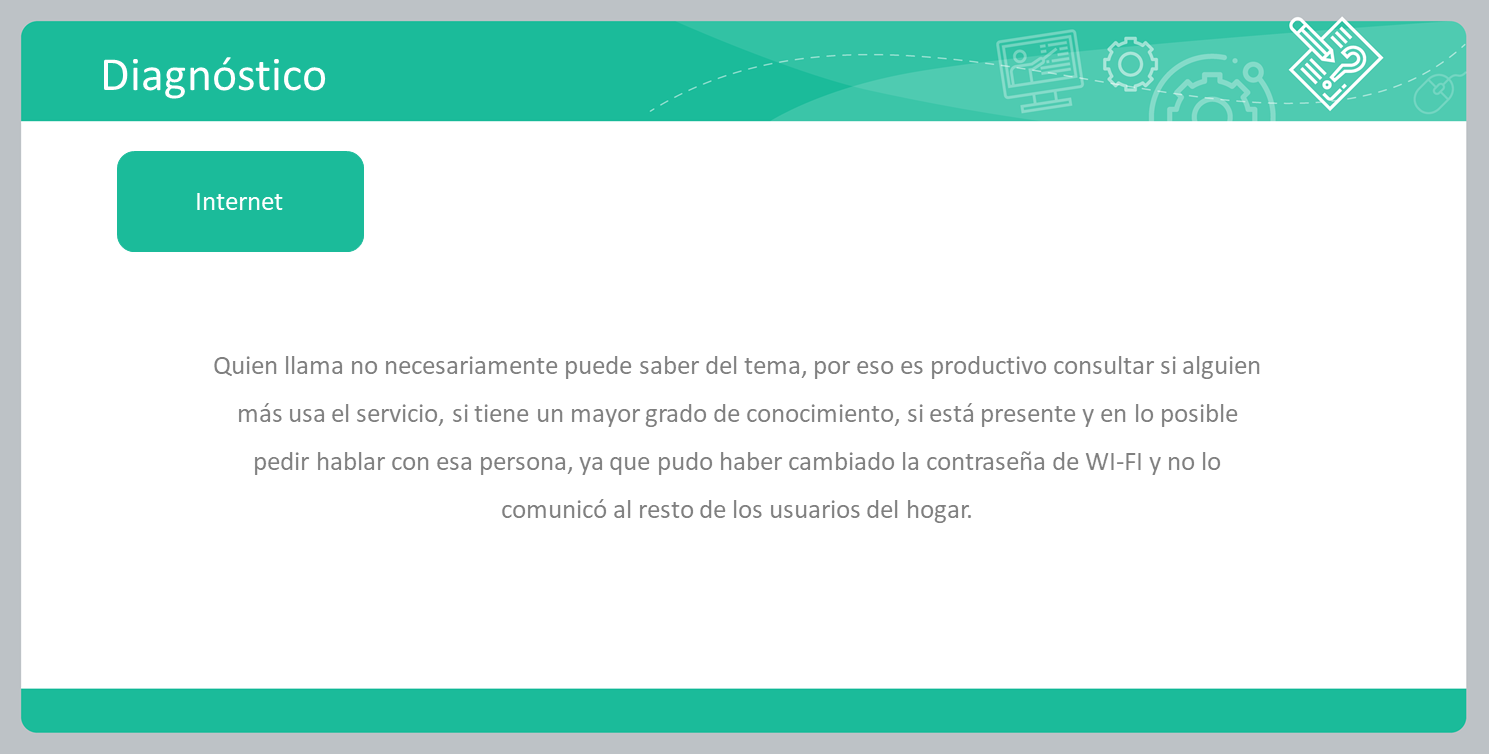 Diagnóstico
Internet
Quien llama no necesariamente puede saber del tema, por eso es productivo consultar si alguien
más usa el servicio, si tiene un mayor grado de conocimiento, si está presente y en lo posible
pedir hablar con esa persona, ya que pudo haber cambiado la contraseña de WI-FI y no lo
comunicó al resto de los usuarios del hogar.